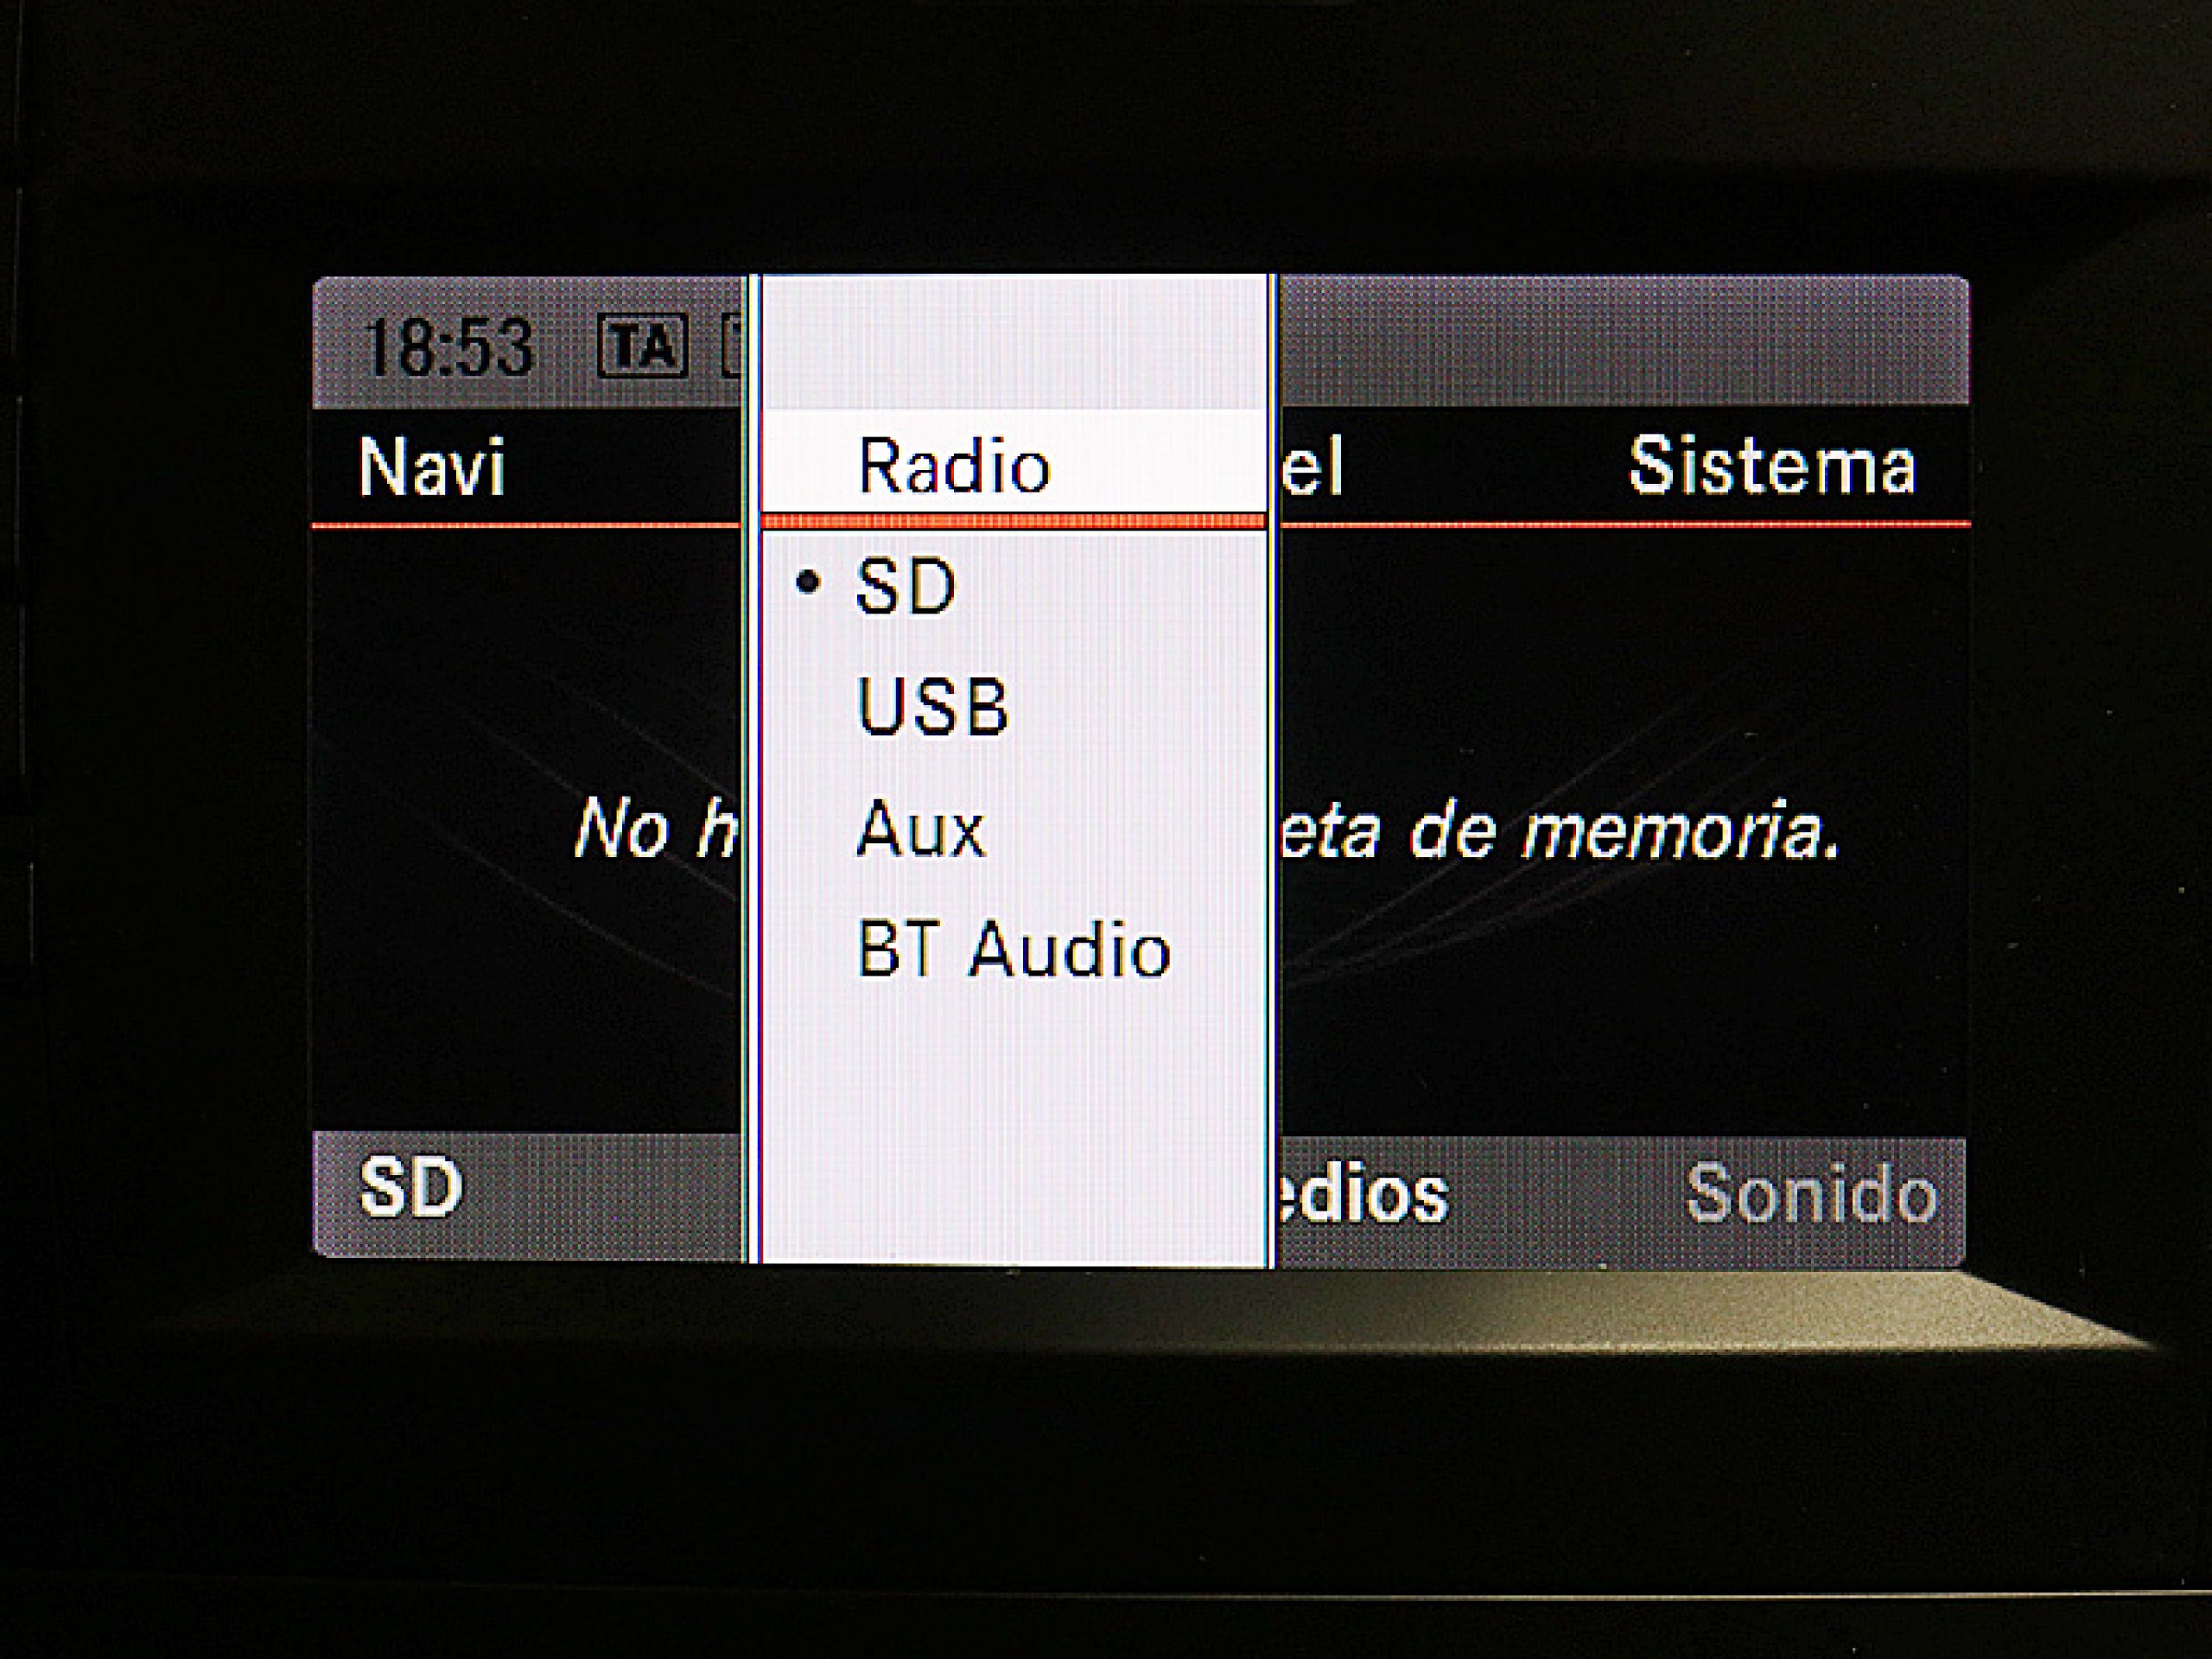 18:53 TA
Navi Radio el Sistema
SD
USB
No h Aux eta de memoria.
BT Audio
SD edios Sonido